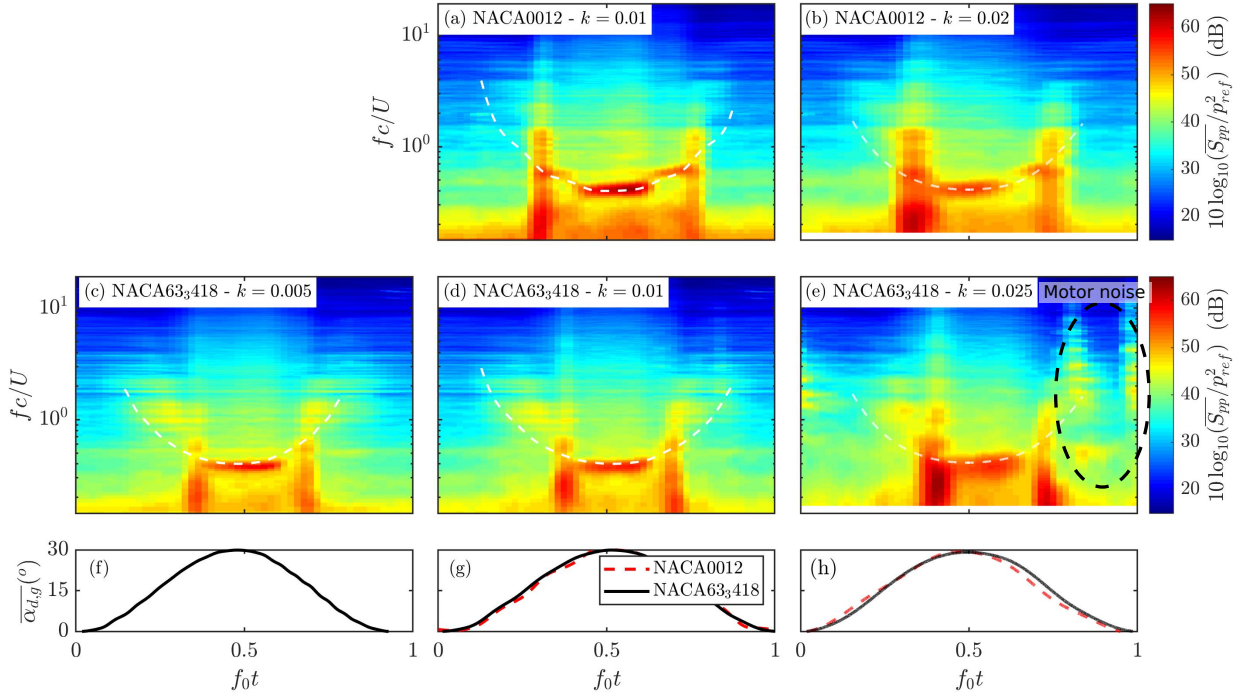 (a) NACA0012 - k = 0.01
(b) NACA0012 - k = 0.02
10¹
10⁰
fc/U
60
50
40
30
20
10 log₁₀(S̅p̅p̅/p²ref) (dB)
(c) NACA63₃418 - k = 0.005
(d) NACA63₃418 - k = 0.01
(e) NACA63₃418 - k = 0.025
Motor noise
10¹
10⁰
fc/U
60
50
40
30
20
10 log₁₀(S̅p̅p̅/p²ref) (dB)
(f)
(g)
(h)
NACA0012
NACA63₃418
30
15
0
α̅d,g(°)
0
0.5
1
0
0.5
1
0
0.5
1
f₀t
f₀t
f₀t